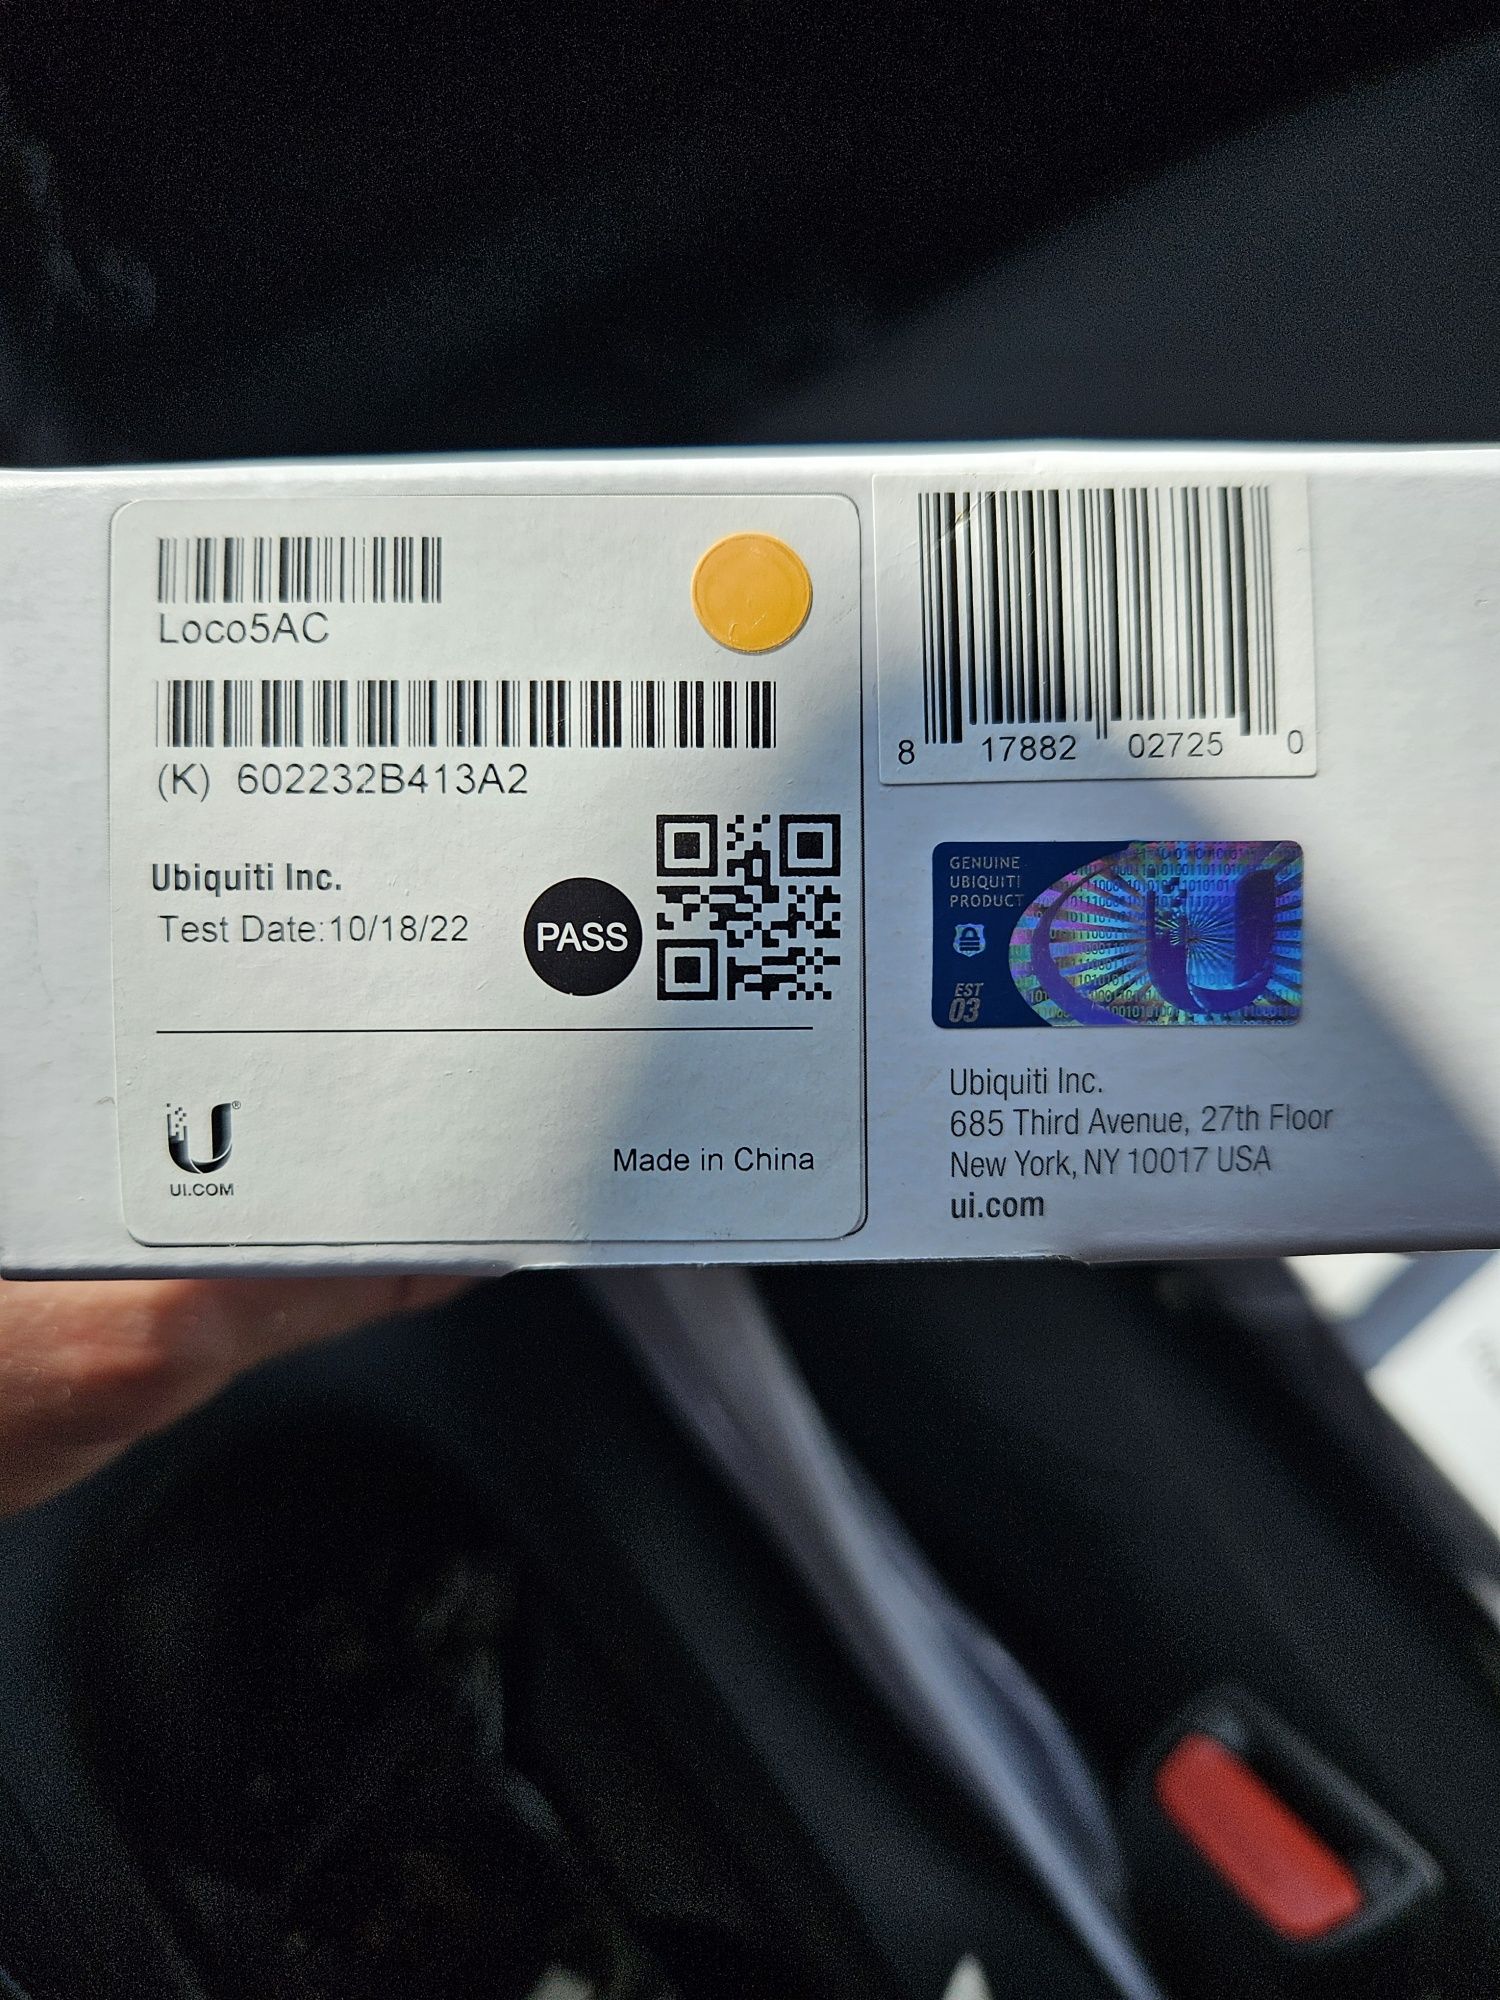 Loco5AC
(K) 602232B413A2
Ubiquiti Inc.
Test Date:10/18/22
PASS
U®
UI.COM
Made in China
8 17882 02725 0
GENUINE
UBIQUITI
PRODUCT
EST
03
Ubiquiti Inc.
685 Third Avenue, 27th Floor
New York, NY 10017 USA
ui.com